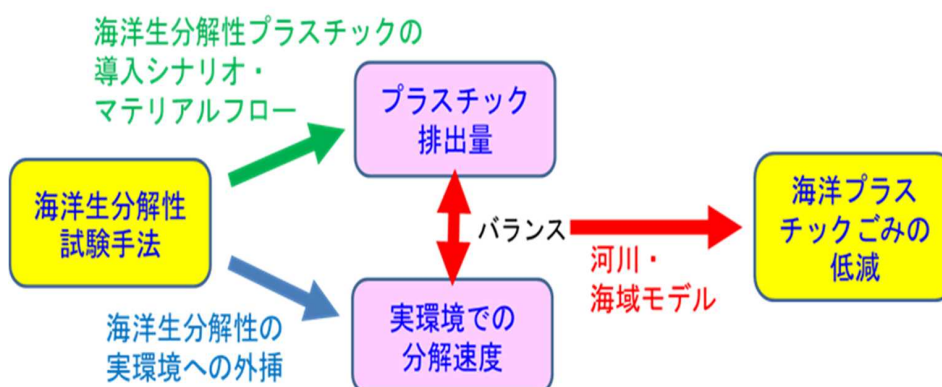 海洋生分解性プラスチックの
導入シナリオ・
マテリアルフロー
プラスチック
排出量
海洋生分解性
試験手法
バランス
海洋プラス
チックごみの
低減
河川・
海域モデル
海洋生分解性の
実環境への外挿
実環境での
分解速度